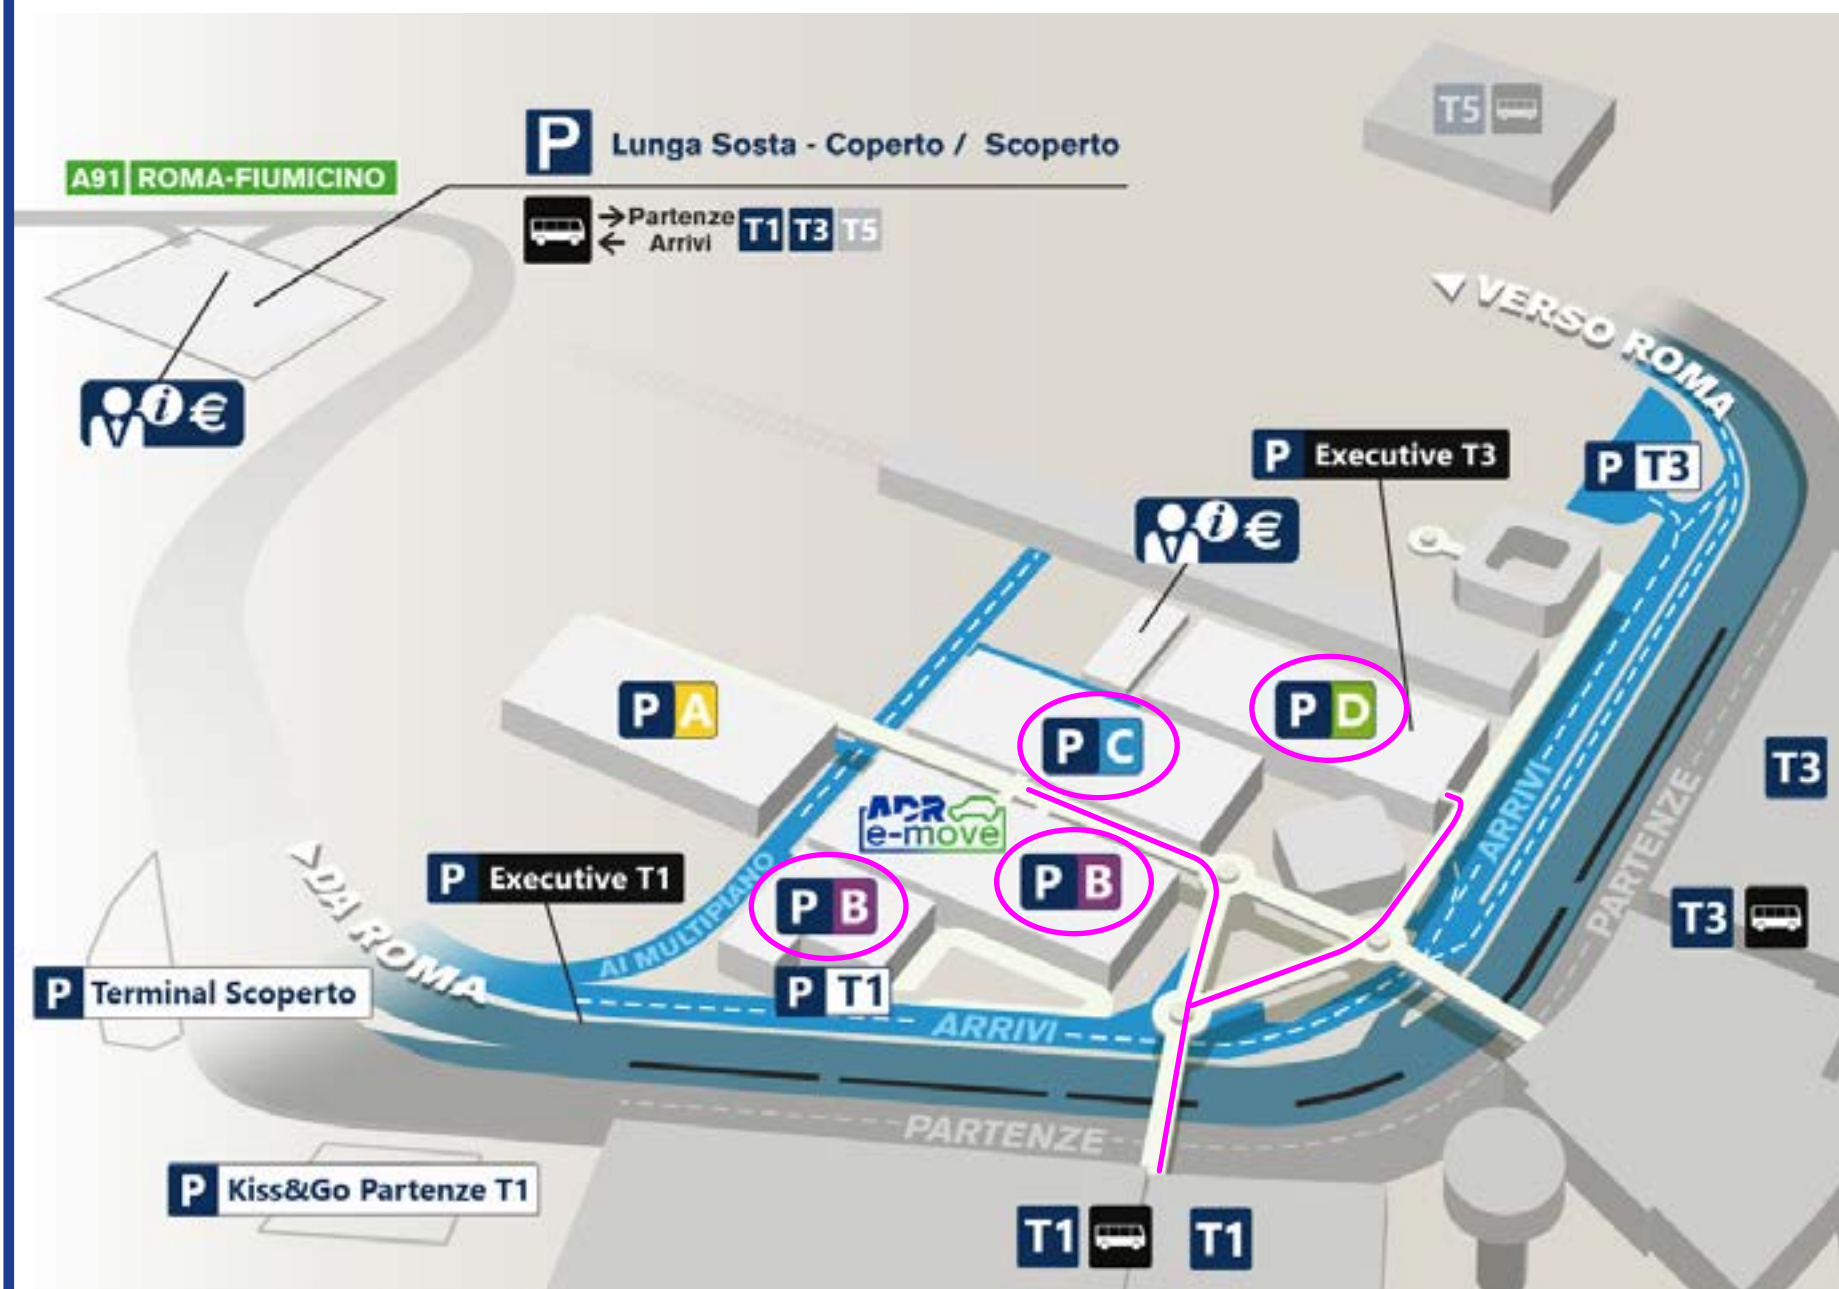 T5
P Lunga Sosta - Coperto / Scoperto
A91 ROMA-FIUMICINO
→Partenze T1 T3 T5
← Arrivi
VERSO ROMA
i €
P Executive T3
P T3
i €
P A
P D
P C
T3
ADR
e-move
ARRIVI
PARTENZE
P Executive T1
P B
P B
T3
DA ROMA
AI MULTIPIANO
P Terminal Scoperto
P T1
ARRIVI
PARTENZE
P Kiss&Go Partenze T1
T1
T1